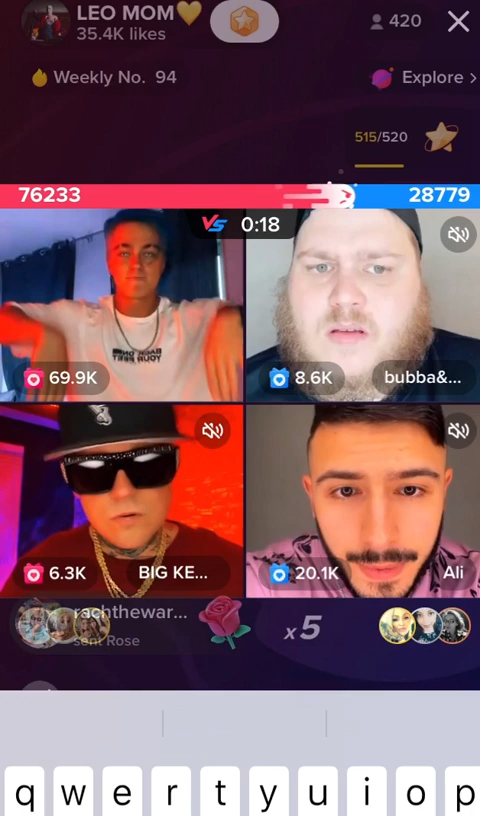 LEO MOM💛
35.4K likes
420
Weekly No. 94
Explore >
515/520
76233
28779
VS 0:18
69.9K
8.6K
bubba&...
6.3K
BIG KE...
20.1K
Ali
rachthewar...
sent Rose
x5
q w e r t y u i o p